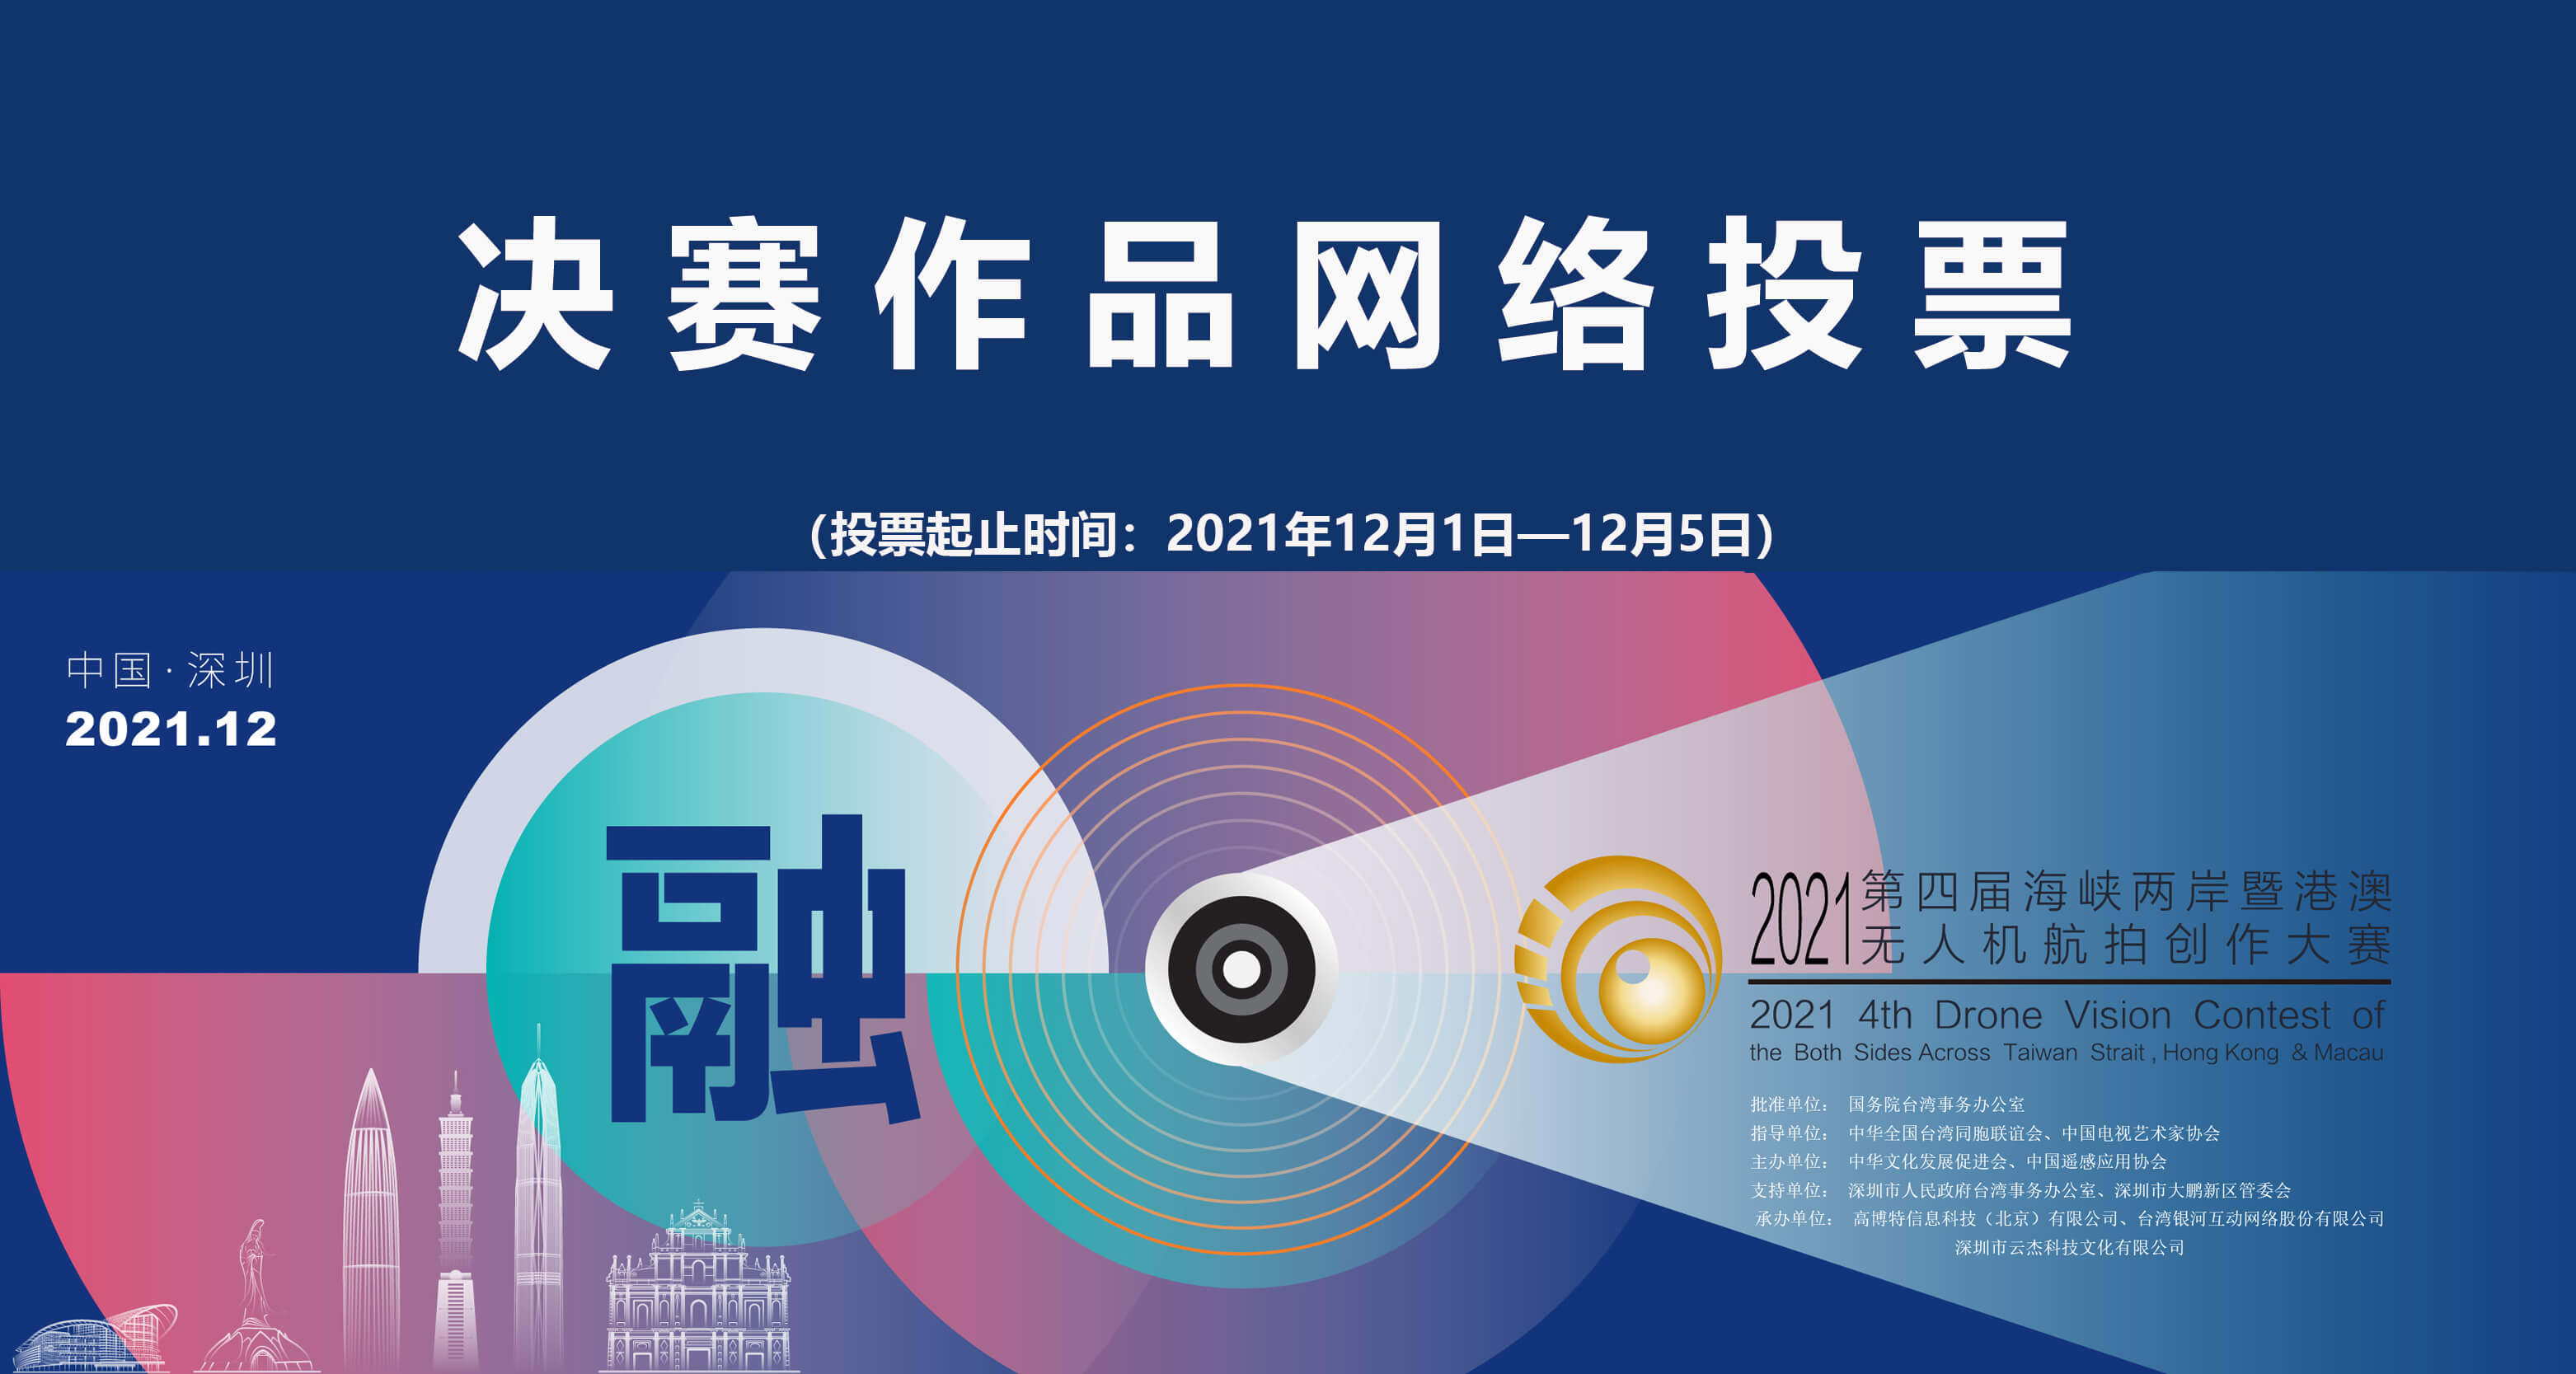 决赛作品网络投票
(投票起止时间：2021年12月1日—12月5日)
中国·深圳
2021.12
融
2021第四届海峡两岸暨港澳
无人机航拍创作大赛
2021 4th Drone Vision Contest of
the Both Sides Across Taiwan Strait , Hong Kong & Macau
批准单位： 国务院台湾事务办公室
指导单位： 中华全国台湾同胞联谊会、中国电视艺术家协会
主办单位： 中华文化发展促进会、中国遥感应用协会
支持单位： 深圳市人民政府台湾事务办公室、深圳市大鹏新区管委会
承办单位： 高博特信息科技（北京）有限公司、台湾银河互动网络股份有限公司
深圳市云杰科技文化有限公司